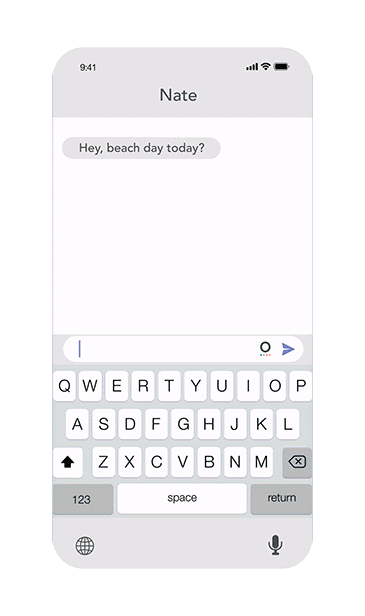 9:41
Nate
Hey, beach day today?
Q W E R T Y U I O P
A S D F G H J K L
Z X C V B N M
123 space return